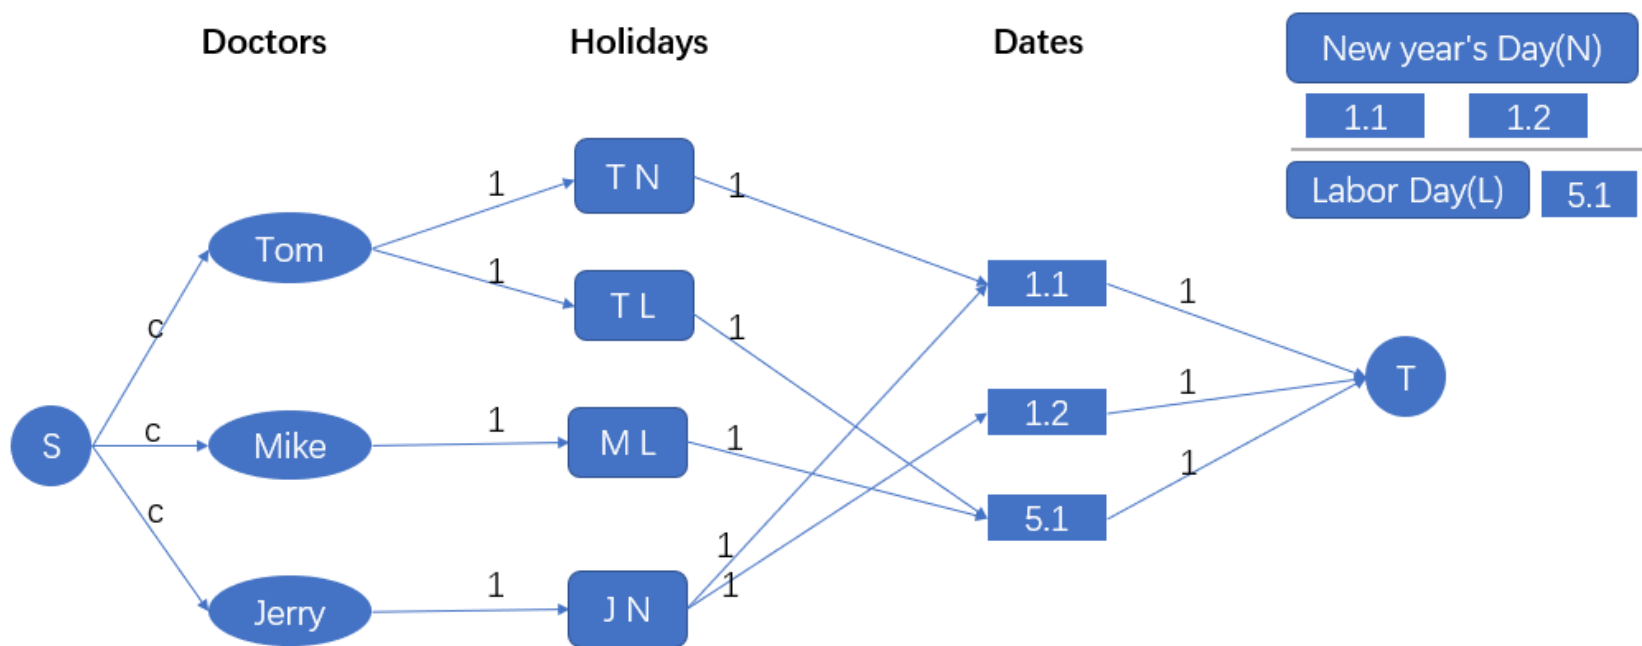 Doctors
Holidays
Dates
New year's Day(N)
1.1
1.2
Labor Day(L)
5.1
T N
1
1
Tom
1
T L
1
1.1
1
c
1
T
S
c
Mike
1
M L
1
1.2
1
c
5.1
1
1
Jerry
1
J N
1